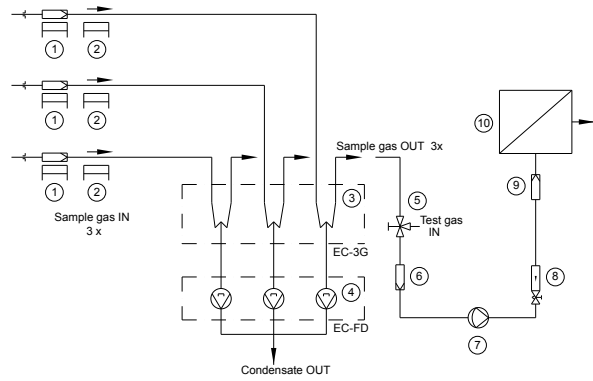 1
2
1
2
1
2
Sample gas IN
3 x
Sample gas OUT 3x
3
EC-3G
4
EC-FD
Condensate OUT
5
Test gas
IN
6
7
8
9
10